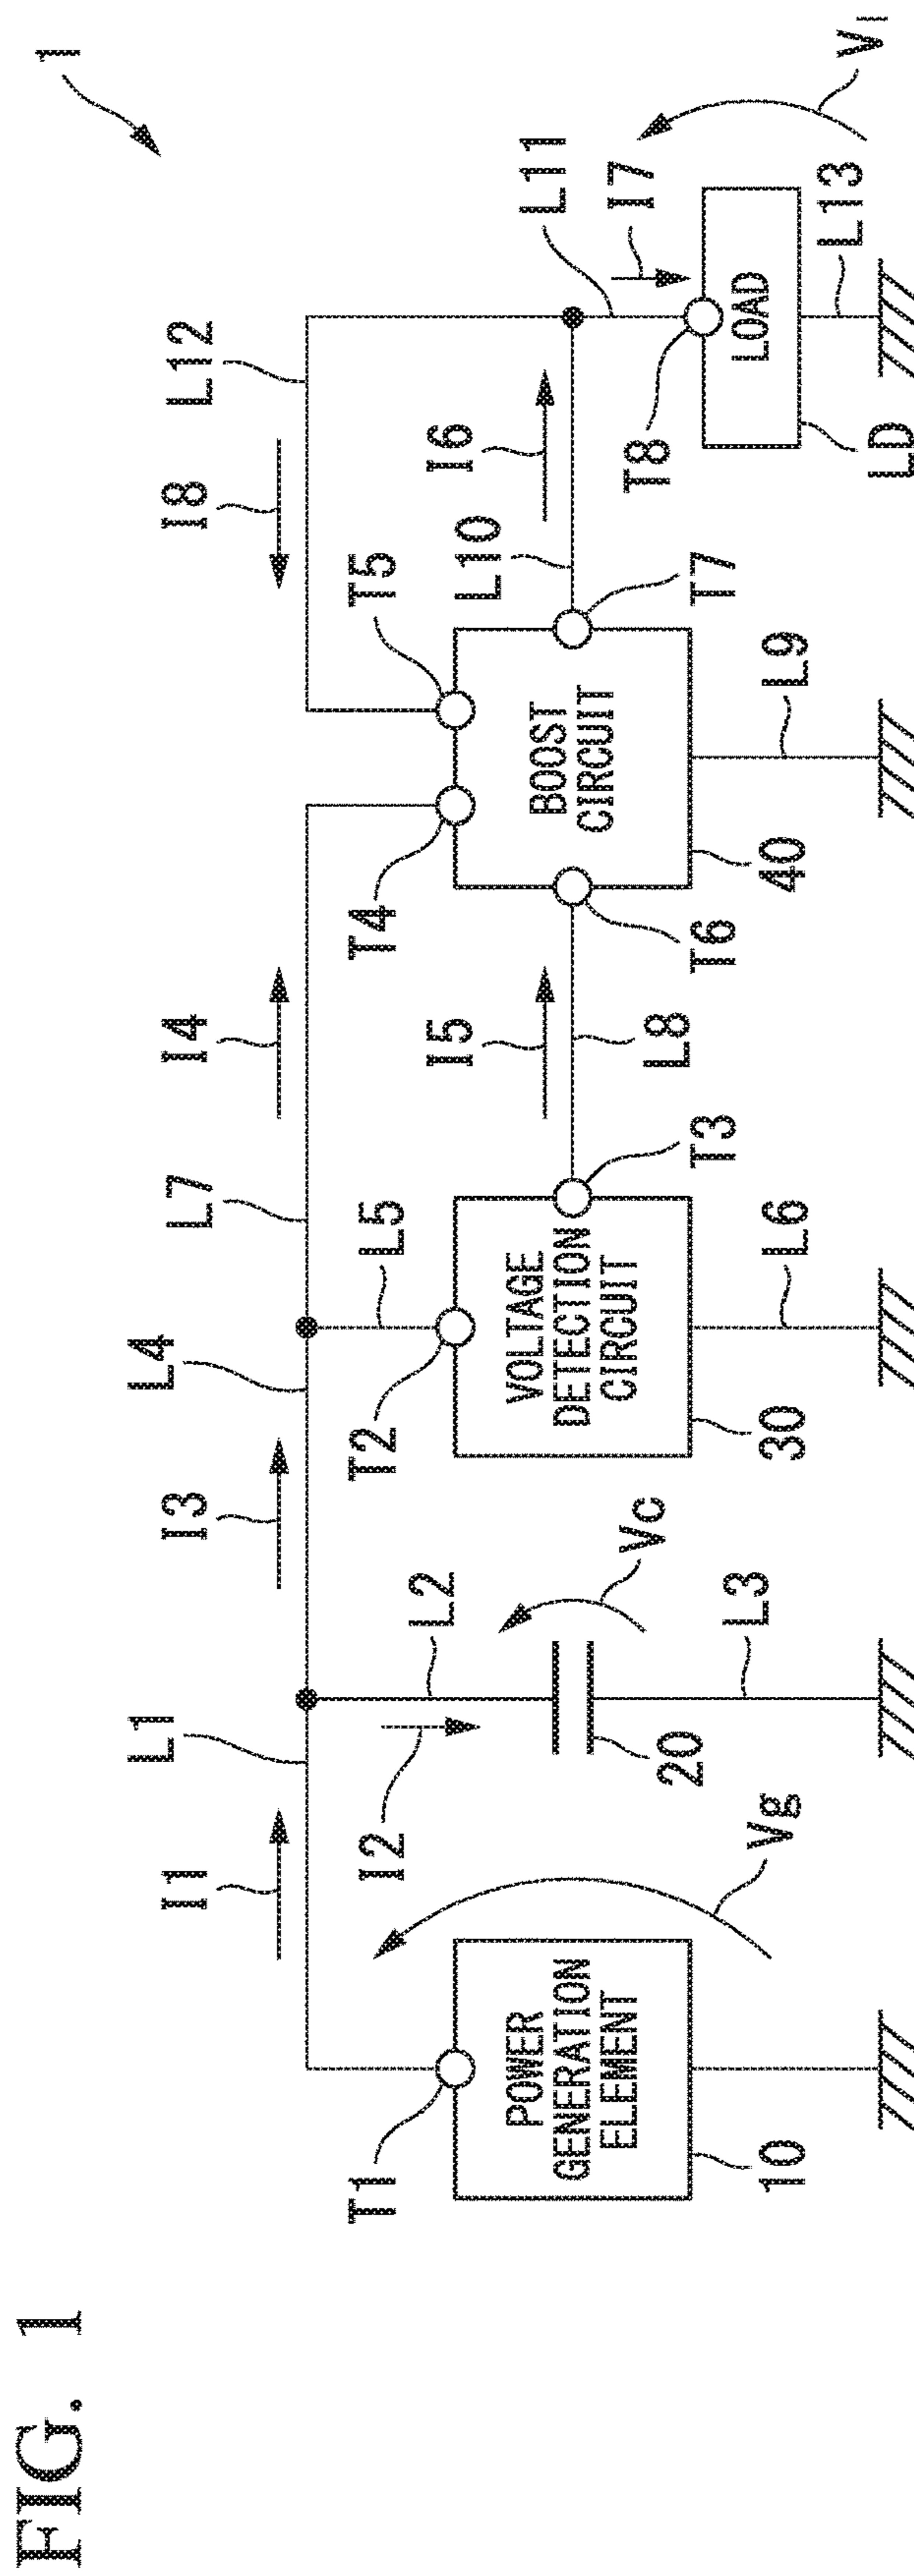 FIG. 1
1
I1
L1
I3
L4
L7
I4
I8
L12
T1
I2
L2
T2
L5
T4
T5
I5
L10
I6
L11
POWER
GENERATION
ELEMENT
VOLTAGE
DETECTION
CIRCUIT
BOOST
CIRCUIT
I7
T8
LOAD
Vc
20
T3
L8
T6
T7
Vg
L3
10
30
L6
40
L9
LD
L13